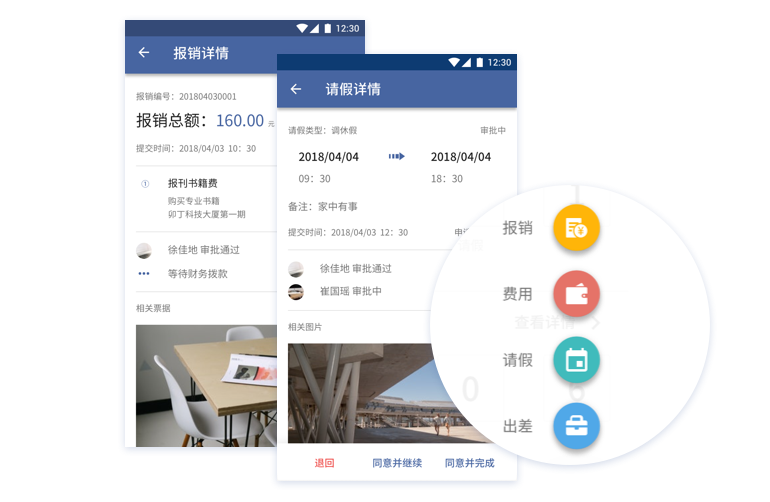 12:30
报销详情
报销编号：201804030001
报销总额：160.00 元
提交时间：2018/04/03 10：30
① 报刊书籍费
购买专业书籍
卯丁科技大厦第一期
徐佳地 审批通过
等待财务拨款
相关票据
12:30
请假详情
请假类型：调休假 审批中
2018/04/04 2018/04/04
09：30 18：30
备注：家中有事
提交时间：2018/04/03 12：30
徐佳地 审批通过
崔国瑶 审批中
相关图片
退回 同意并继续 同意并完成
报销
费用
查看详情
请假
0
出差